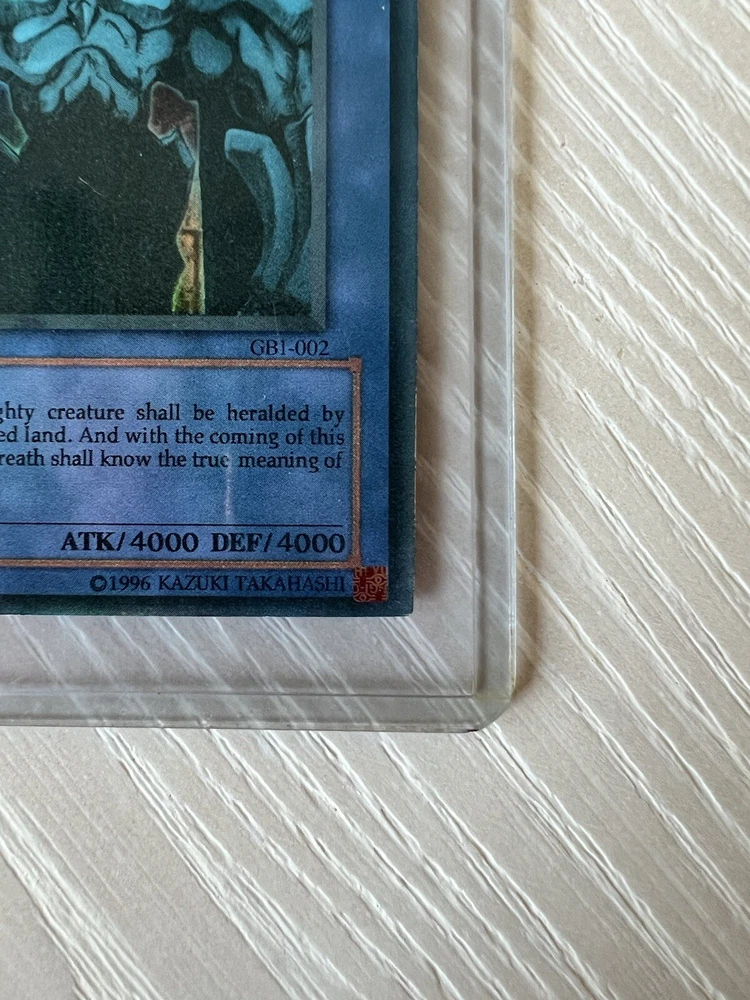 GB1-002
ghty creature shall be heralded by
ed land. And with the coming of this
reath shall know the true meaning of
ATK/4000 DEF/4000
©1996 KAZUKI TAKAHASHI